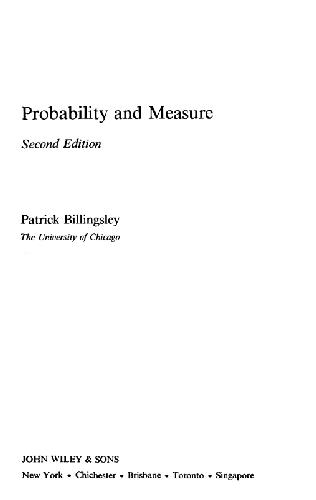 Probability and Measure
Second Edition
Patrick Billingsley
The University of Chicago
JOHN WILEY & SONS
New York • Chichester • Brisbane • Toronto • Singapore